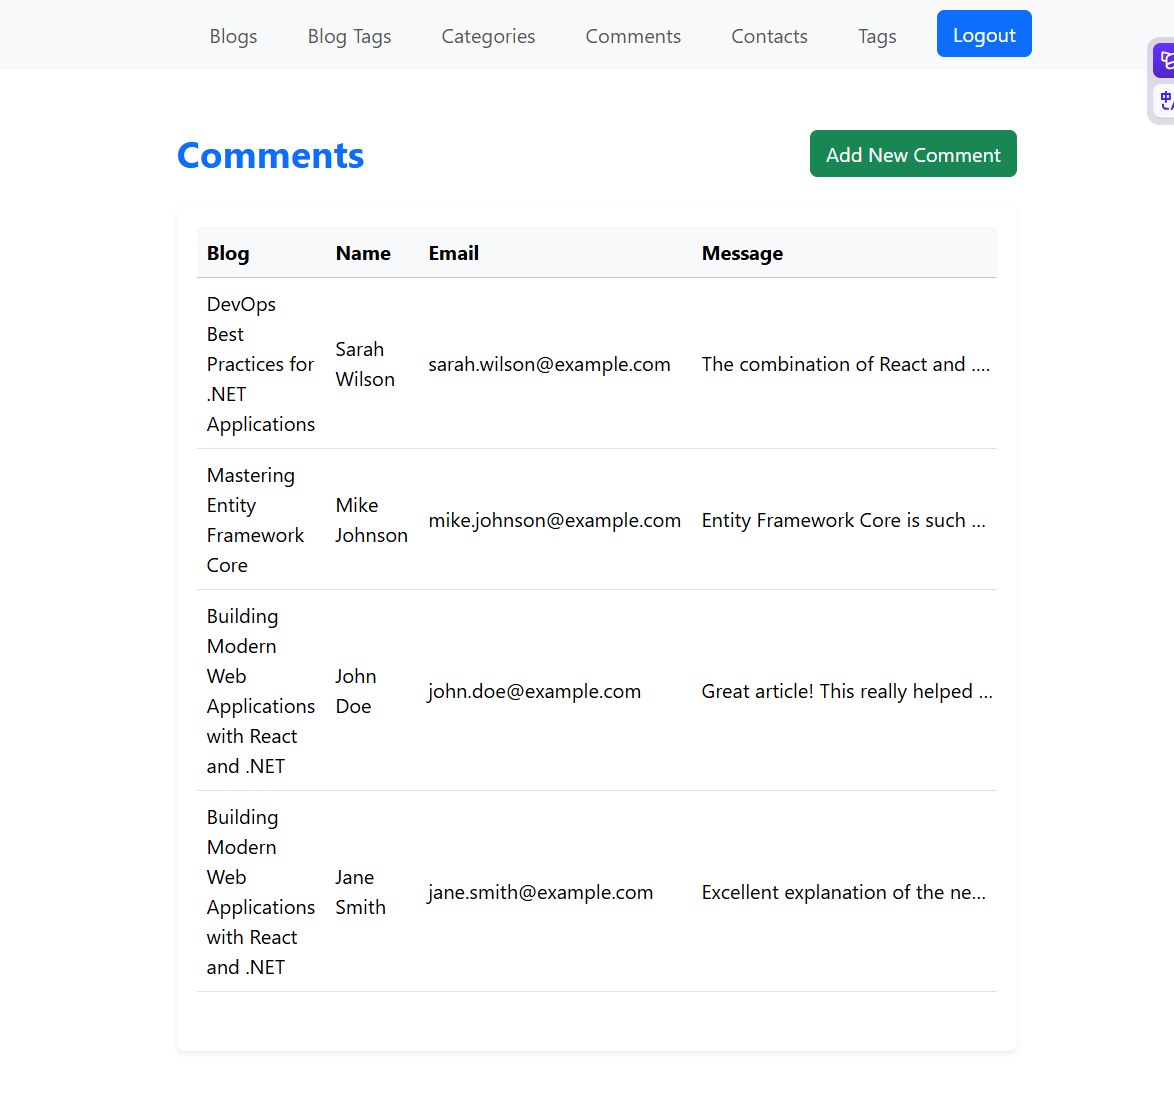 Blogs Blog Tags Categories Comments Contacts Tags Logout
Comments Add New Comment
Blog Name Email Message
DevOps
Best
Practices for
.NET
Applications
Sarah
Wilson
sarah.wilson@example.com
The combination of React and ....
Mastering
Entity
Framework
Core
Mike
Johnson
mike.johnson@example.com
Entity Framework Core is such ...
Building
Modern
Web
Applications
with React
and .NET
John
Doe
john.doe@example.com
Great article! This really helped ...
Building
Modern
Web
Applications
with React
and .NET
Jane
Smith
jane.smith@example.com
Excellent explanation of the ne...